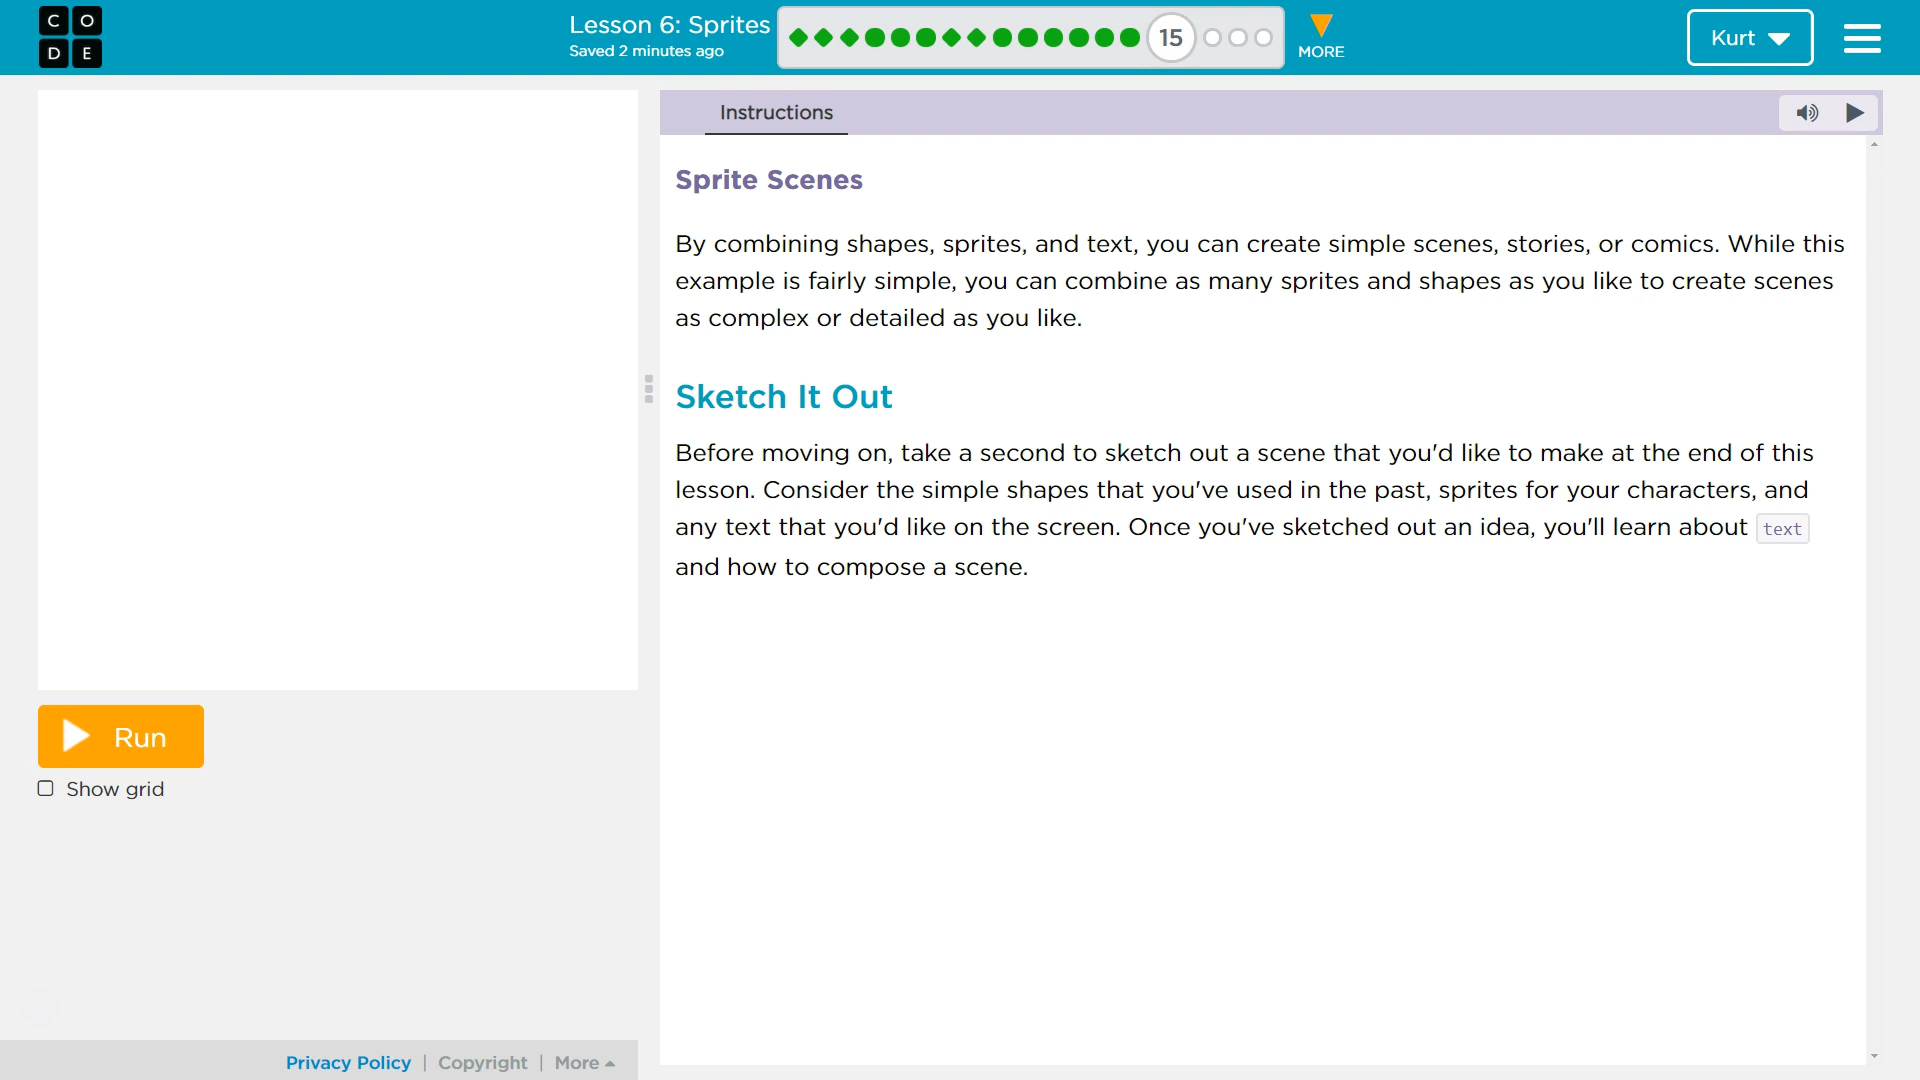 C O
D E
Lesson 6: Sprites
Saved 2 minutes ago
15
MORE
Kurt
Instructions
Sprite Scenes
By combining shapes, sprites, and text, you can create simple scenes, stories, or comics. While this
example is fairly simple, you can combine as many sprites and shapes as you like to create scenes
as complex or detailed as you like.
Sketch It Out
Before moving on, take a second to sketch out a scene that you'd like to make at the end of this
lesson. Consider the simple shapes that you've used in the past, sprites for your characters, and
any text that you'd like on the screen. Once you've sketched out an idea, you'll learn about text
and how to compose a scene.
Run
Show grid
Privacy Policy | Copyright | More